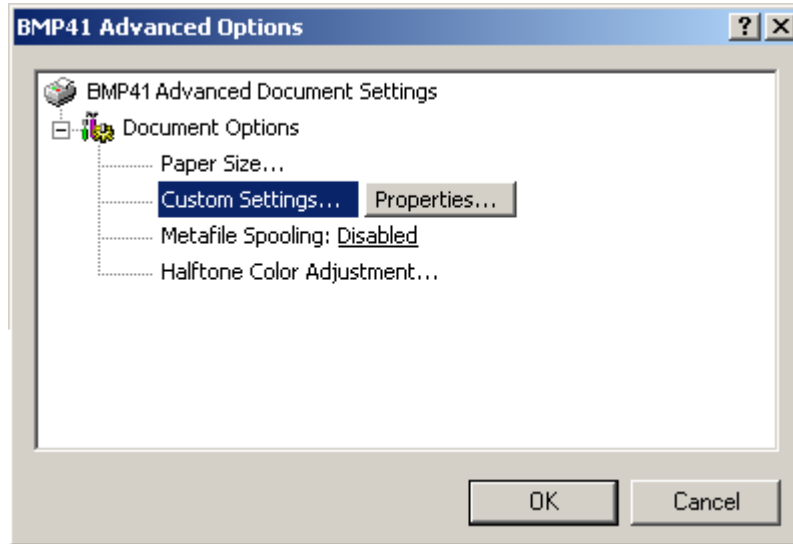 BMP41 Advanced Options
BMP41 Advanced Document Settings
Document Options
Paper Size...
Custom Settings... Properties...
Metafile Spooling: Disabled
Halftone Color Adjustment...
OK Cancel